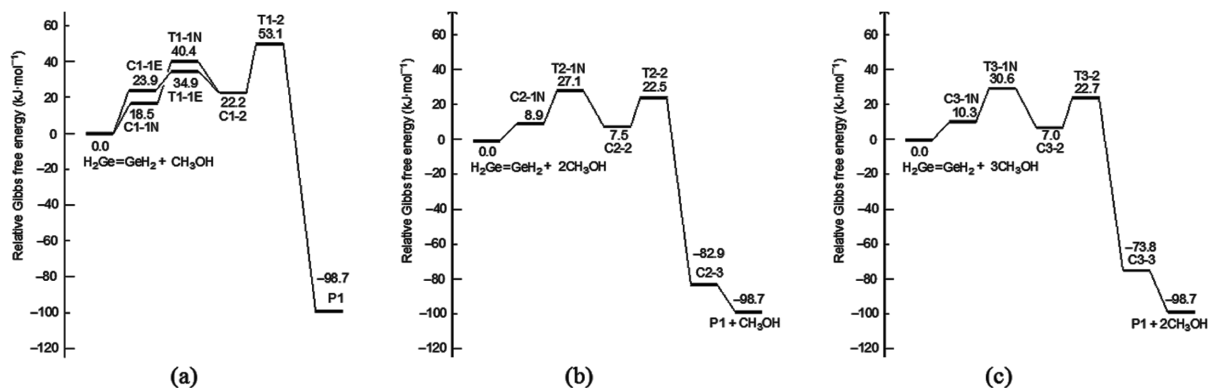 Relative Gibbs free energy (kJ·mol⁻¹)
60
40
20
0
−20
−40
−60
−80
−100
−120
T1-2
53.1
T1-1N
40.4
C1-1E
23.9
34.9
T1-1E
18.5
C1-1N
22.2
C1-2
0.0
H₂Ge=GeH₂ + CH₃OH
−98.7
P1
(a)
Relative Gibbs free energy (kJ·mol⁻¹)
60
40
20
0
−20
−40
−60
−80
−100
−120
T2-1N
27.1
T2-2
22.5
C2-1N
8.9
7.5
C2-2
0.0
H₂Ge=GeH₂ + 2CH₃OH
−82.9
C2-3
−98.7
P1 + CH₃OH
(b)
Relative Gibbs free energy (kJ·mol⁻¹)
60
40
20
0
−20
−40
−60
−80
−100
−120
T3-1N
30.6
T3-2
22.7
C3-1N
10.3
7.0
C3-2
0.0
H₂Ge=GeH₂ + 3CH₃OH
−73.8
C3-3
−98.7
P1 + 2CH₃OH
(c)